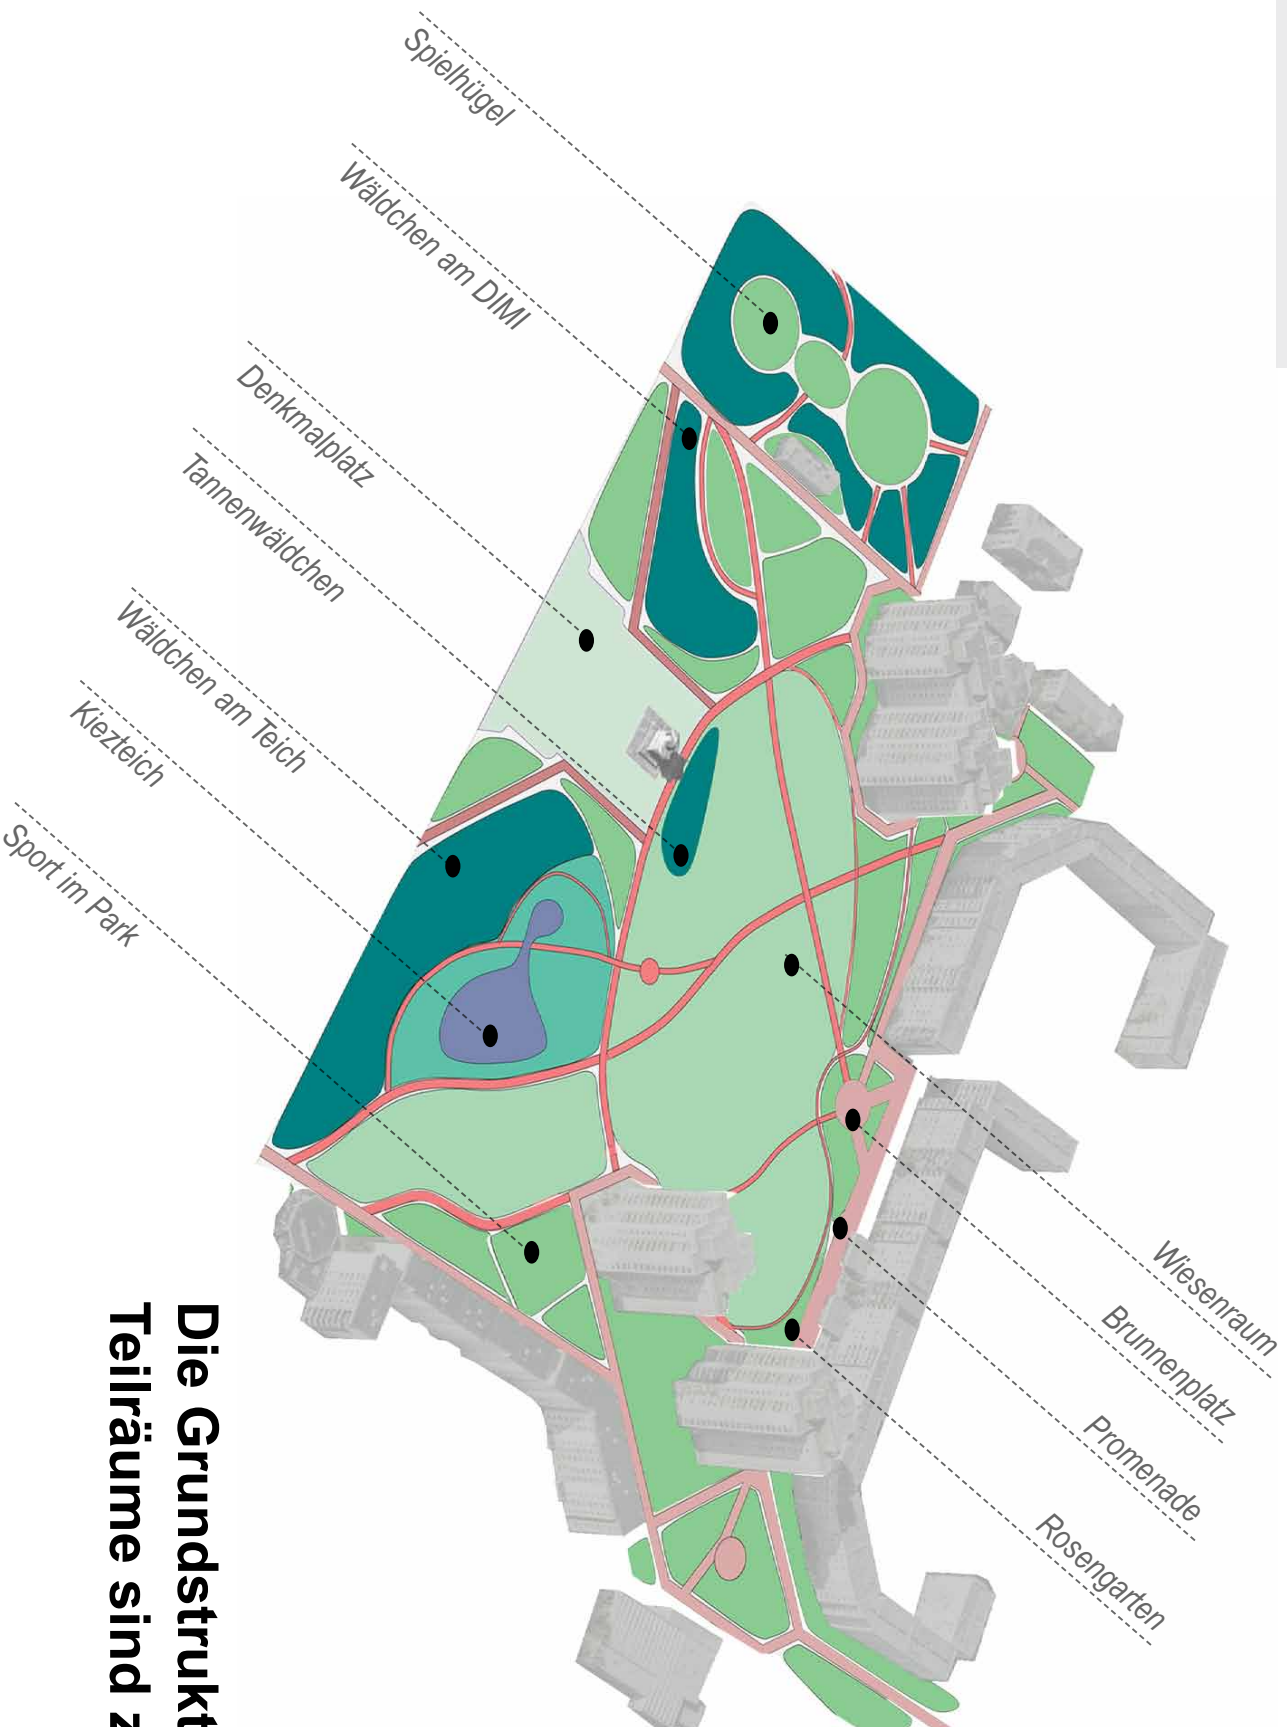 Spielhügel
Wäldchen am DIMI
Denkmalplatz
Tannenwäldchen
Wäldchen am Teich
Kiezteich
Sport im Park
Wiesenraum
Brunnenplatz
Promenade
Rosengarten
Die Grundstrukt
Teilräume sind z